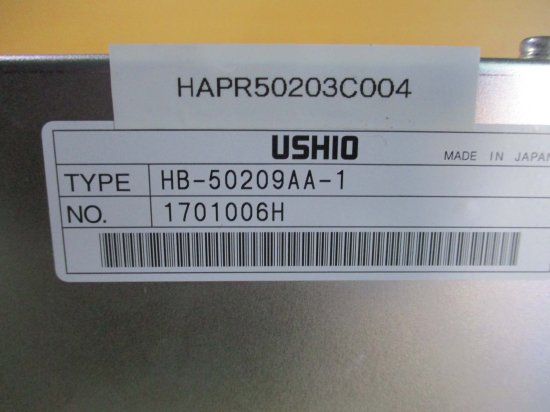 HAPR50203C004
USHIO
MADE IN JAPAN
TYPE HB-50209AA-1
NO. 1701006H